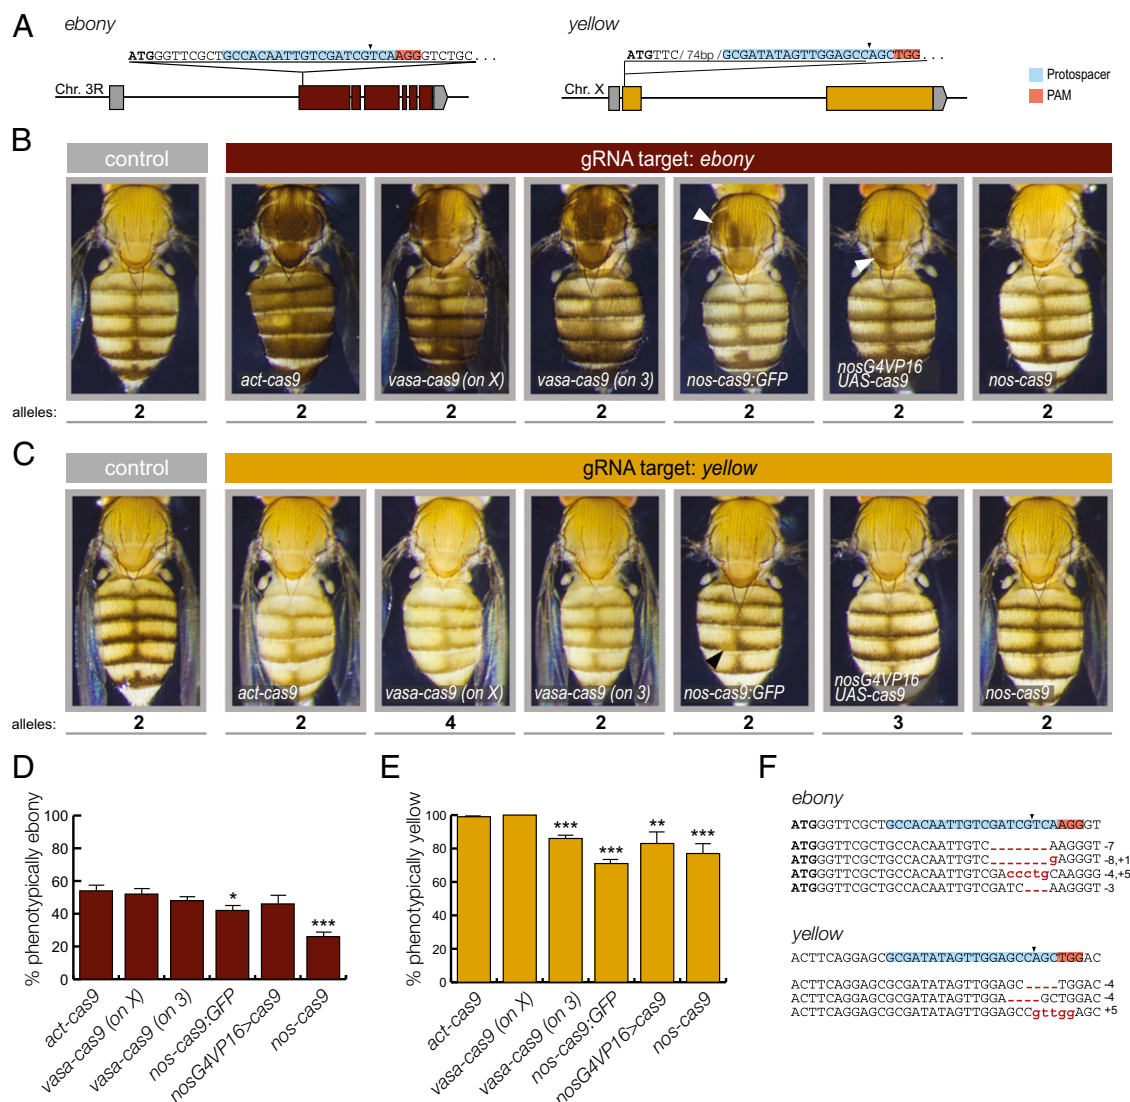 A
ebony
ATGGGTTCGCTGCCACAATTGTCGATCGTCAAGGGTCTGC...
Chr. 3R
yellow
ATGTTC/ 74bp /GCGATATAGTTGGAGCCAGCTGG...
Chr. X
Protospacer
PAM
B
control
gRNA target: ebony
act-cas9
vasa-cas9 (on X)
vasa-cas9 (on 3)
nos-cas9:GFP
nosG4VP16
UAS-cas9
nos-cas9
alleles: 2 2 2 2 2 2 2
C
control
gRNA target: yellow
act-cas9
vasa-cas9 (on X)
vasa-cas9 (on 3)
nos-cas9:GFP
nosG4VP16
UAS-cas9
nos-cas9
alleles: 2 2 4 2 2 3 2
D
% phenotypically ebony
100
80
60
40
20
0
*
***
act-cas9
vasa-cas9 (on X)
vasa-cas9 (on 3)
nos-cas9:GFP
nosG4VP16>cas9
nos-cas9
E
% phenotypically yellow
100
80
60
40
20
0
***
***
**
***
act-cas9
vasa-cas9 (on X)
vasa-cas9 (on 3)
nos-cas9:GFP
nosG4VP16>cas9
nos-cas9
F
ebony
ATGGGTTCGCTGCCACAATTGTCGATCGTCAAGGGT
ATGGGTTCGCTGCCACAATTGTC-------AAGGGT -7
ATGGGTTCGCTGCCACAATTGTC-------gAGGGT -8,+1
ATGGGTTCGCTGCCACAATTGTCGAccctgCAAGGG -4,+5
ATGGGTTCGCTGCCACAATTGTCGATC---AAGGGT -3
yellow
ACTTCAGGAGCGCGATATAGTTGGAGCCAGCTGGAC
ACTTCAGGAGCGCGATATAGTTGGAGC----TGGAC -4
ACTTCAGGAGCGCGATATAGTTGGA----GCTGGAC -4
ACTTCAGGAGCGCGATATAGTTGGAGCCgttggAGC +5